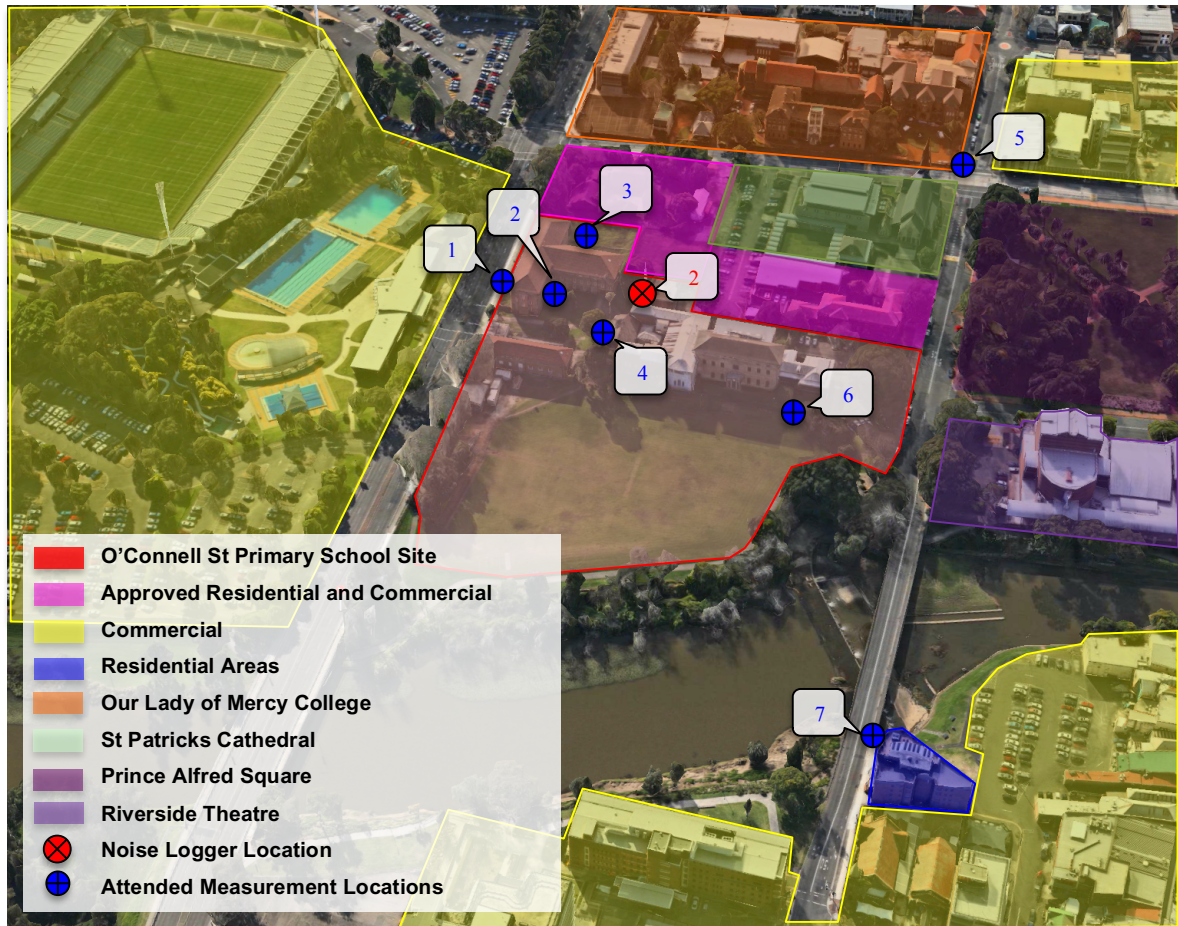 5
3
2
1
2
4
6
O'Connell St Primary School Site
Approved Residential and Commercial
Commercial
Residential Areas
Our Lady of Mercy College
St Patricks Cathedral
Prince Alfred Square
Riverside Theatre
Noise Logger Location
Attended Measurement Locations
7